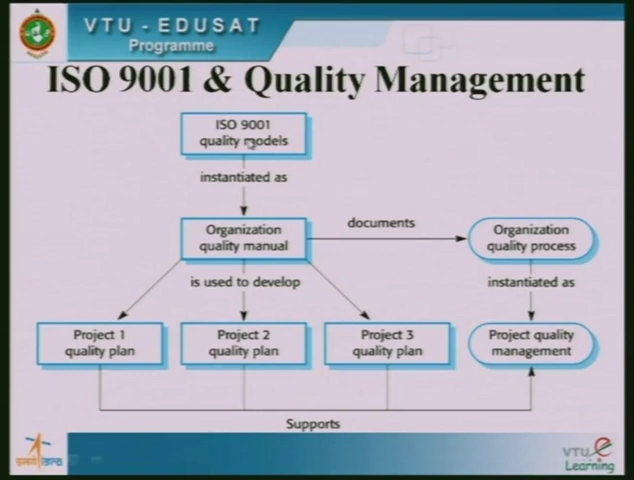 VTU - EDUSAT
Programme
ISO 9001 & Quality Management
ISO 9001
quality models
instantiated as
Organization
quality manual
documents
Organization
quality process
is used to develop
instantiated as
Project 1
quality plan
Project 2
quality plan
Project 3
quality plan
Project quality
management
Supports
VTU
Learning